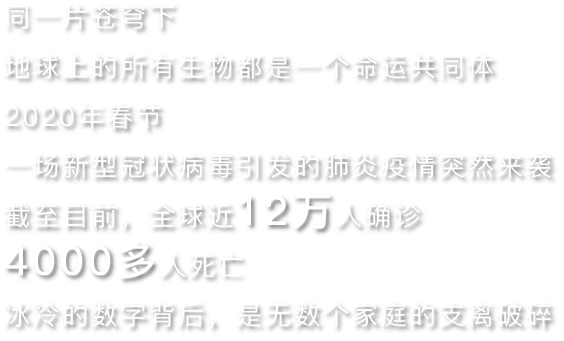 同一片苍穹下
地球上的所有生物都是一个命运共同体
2020年春节
一场新型冠状病毒引发的肺炎疫情突然来袭
截至目前，全球近12万人确诊
4000多人死亡
冰冷的数字背后，是无数个家庭的支离破碎